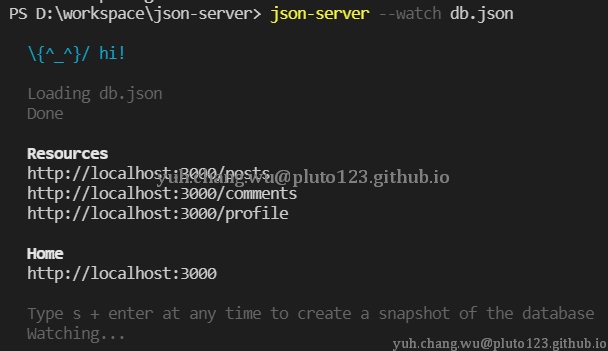 PS D:\workspace\json-server> json-server --watch db.json
\{^_^}/ hi!
Loading db.json
Done
Resources
http://localhost:3000/posts
yuh.chang.wu@pluto123.github.io
http://localhost:3000/comments
http://localhost:3000/profile
Home
http://localhost:3000
Type s + enter at any time to create a snapshot of the database
Watching...
yuh.chang.wu@pluto123.github.io